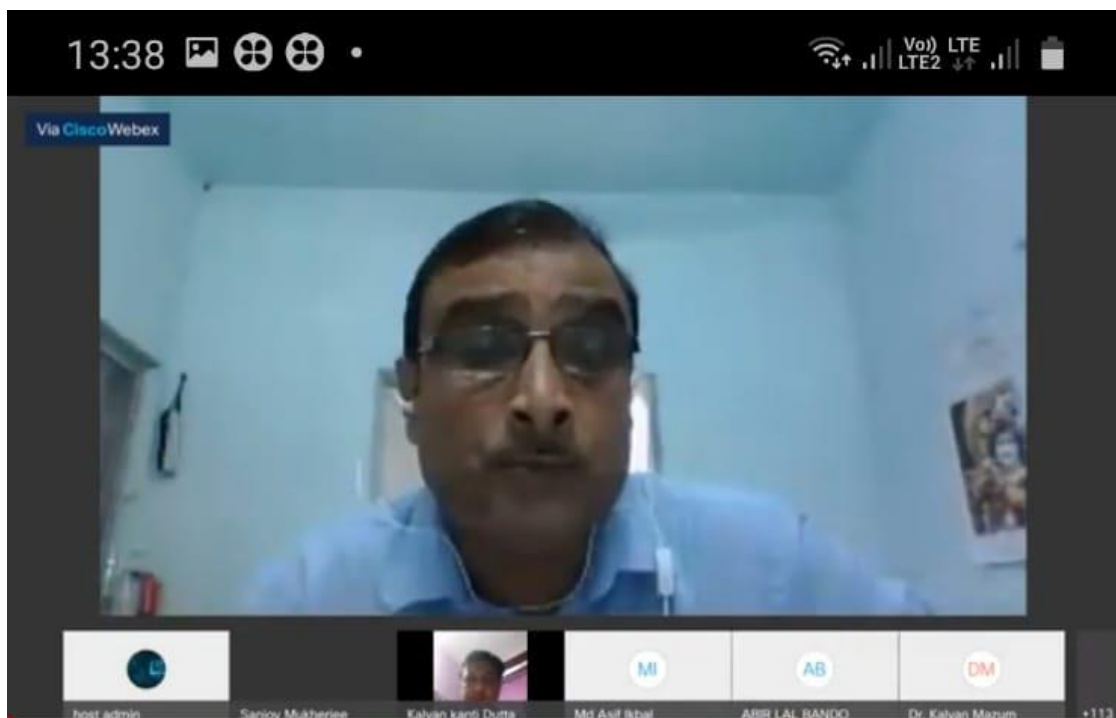 13:38
Vo)) LTE
LTE2
Via CiscoWebex
MI
AB
DM
host admin
Sanjoy Mukherjee
Kalyan kanti Dutta
Md Asif Ikbal
ABIR LAL BANDO
Dr. Kalyan Mazum
+113